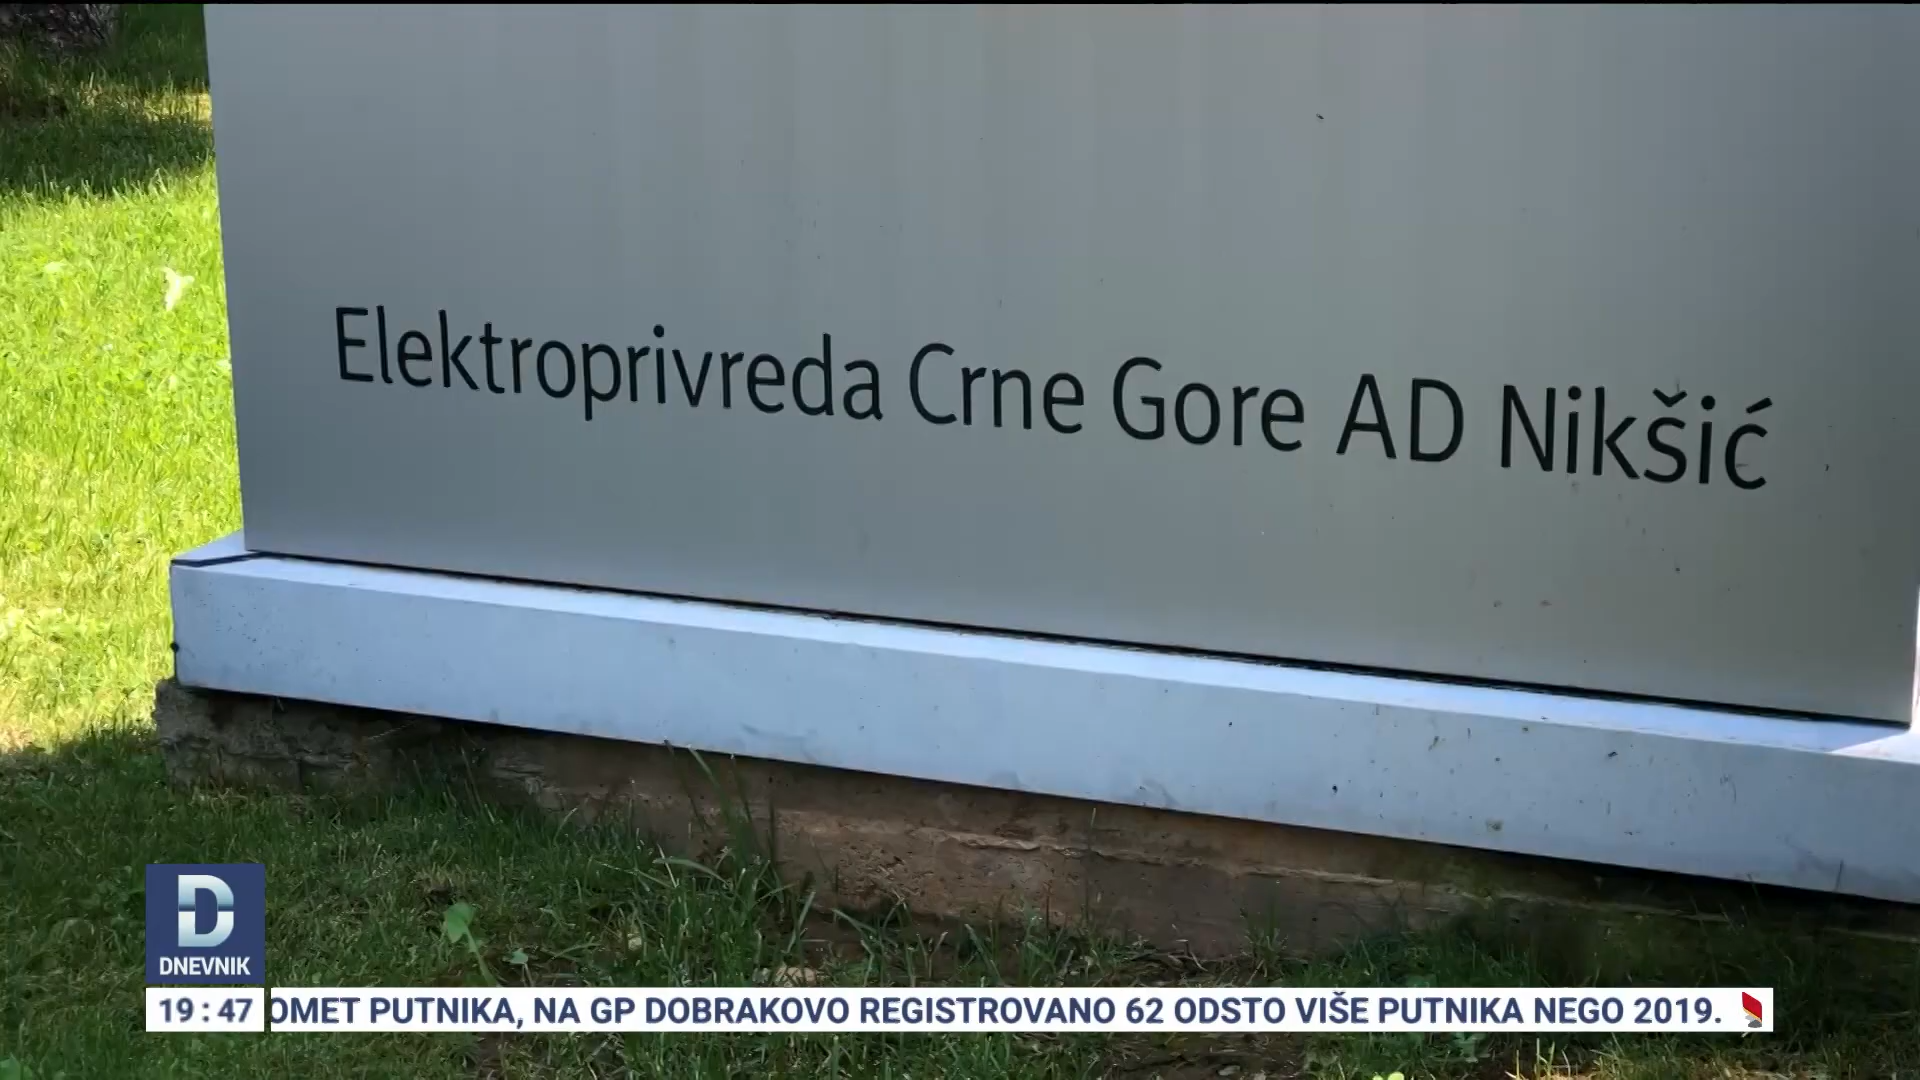 Elektroprivreda Crne Gore AD Nikšić
D
DNEVNIK
19:47
OMET PUTNIKA, NA GP DOBRAKOVO REGISTROVANO 62 ODSTO VIŠE PUTNIKA NEGO 2019.